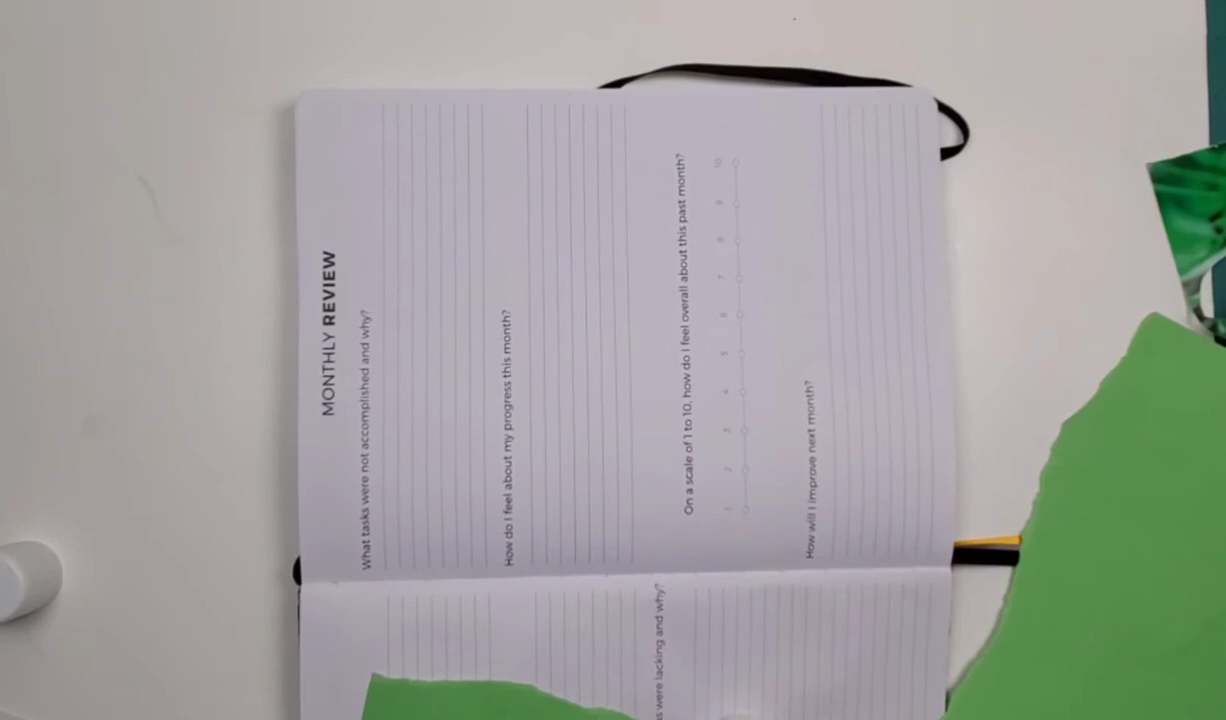 MONTHLY REVIEW
What tasks were not accomplished and why?
How do I feel about my progress this month?
On a scale of 1 to 10, how do I feel overall about this past month?
1 2 3 4 5 6 7 8 9 10
How will I improve next month?
were lacking and why?